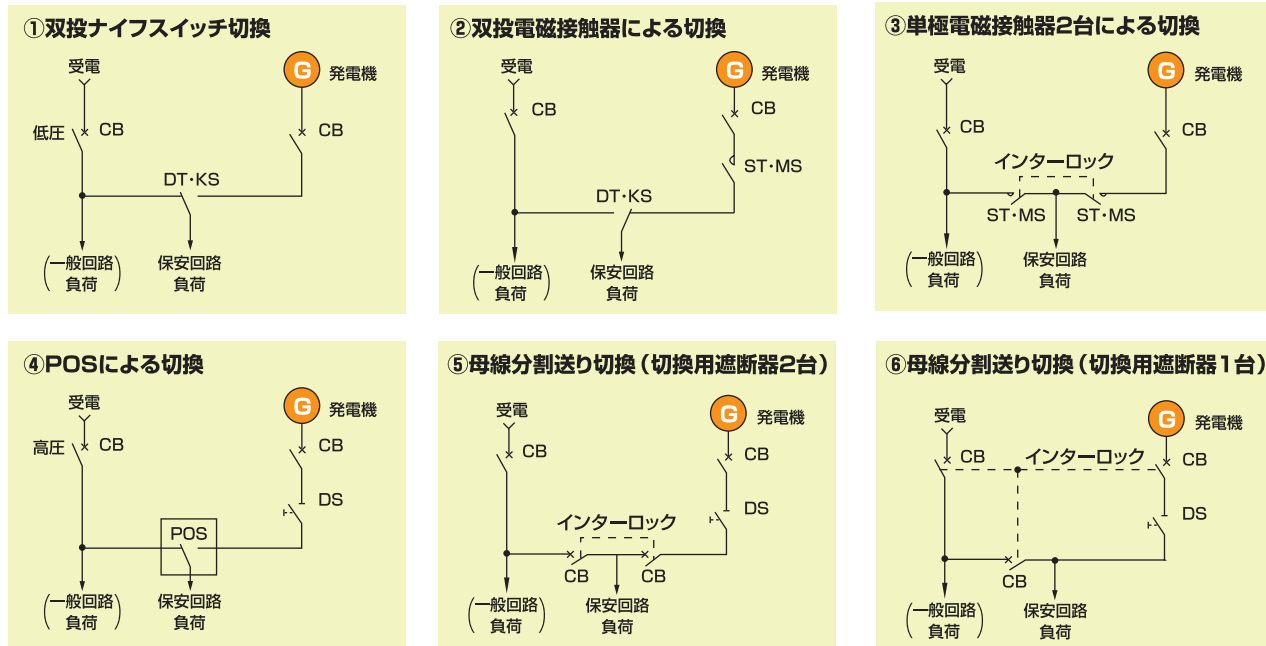 ①双投ナイフスイッチ切換
受電
G 発電機
低圧 CB
CB
DT・KS
(一般回路負荷)
保安回路
負荷
②双投電磁接触器による切換
受電
G 発電機
CB
CB
ST・MS
DT・KS
(一般回路負荷)
保安回路
負荷
③単極電磁接触器2台による切換
受電
G 発電機
CB
CB
インターロック
ST・MS
ST・MS
(一般回路負荷)
保安回路
負荷
④POSによる切換
受電
G 発電機
高圧 CB
CB
DS
POS
(一般回路負荷)
保安回路
負荷
⑤母線分割送り切換(切換用遮断器2台)
受電
G 発電機
CB
CB
DS
インターロック
CB
CB
(一般回路負荷)
保安回路
負荷
⑥母線分割送り切換(切換用遮断器1台)
受電
G 発電機
CB
インターロック
CB
DS
CB
(一般回路負荷)
保安回路
負荷